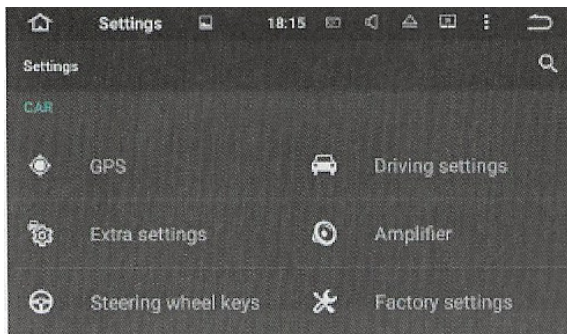 Settings 18:15
Settings
CAR
GPS Driving settings
Extra settings Amplifier
Steering wheel keys Factory settings